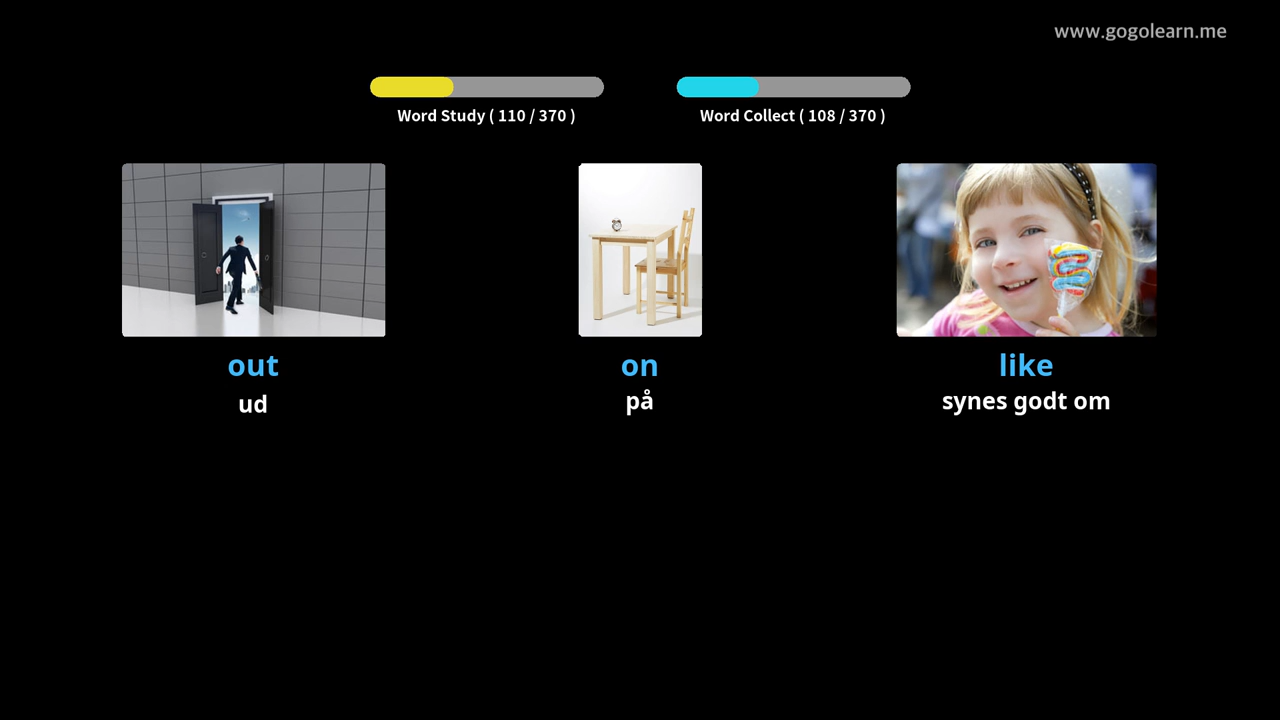 www.gogolearn.me
Word Study ( 110 / 370 )
Word Collect ( 108 / 370 )
out
on
like
ud
på
synes godt om